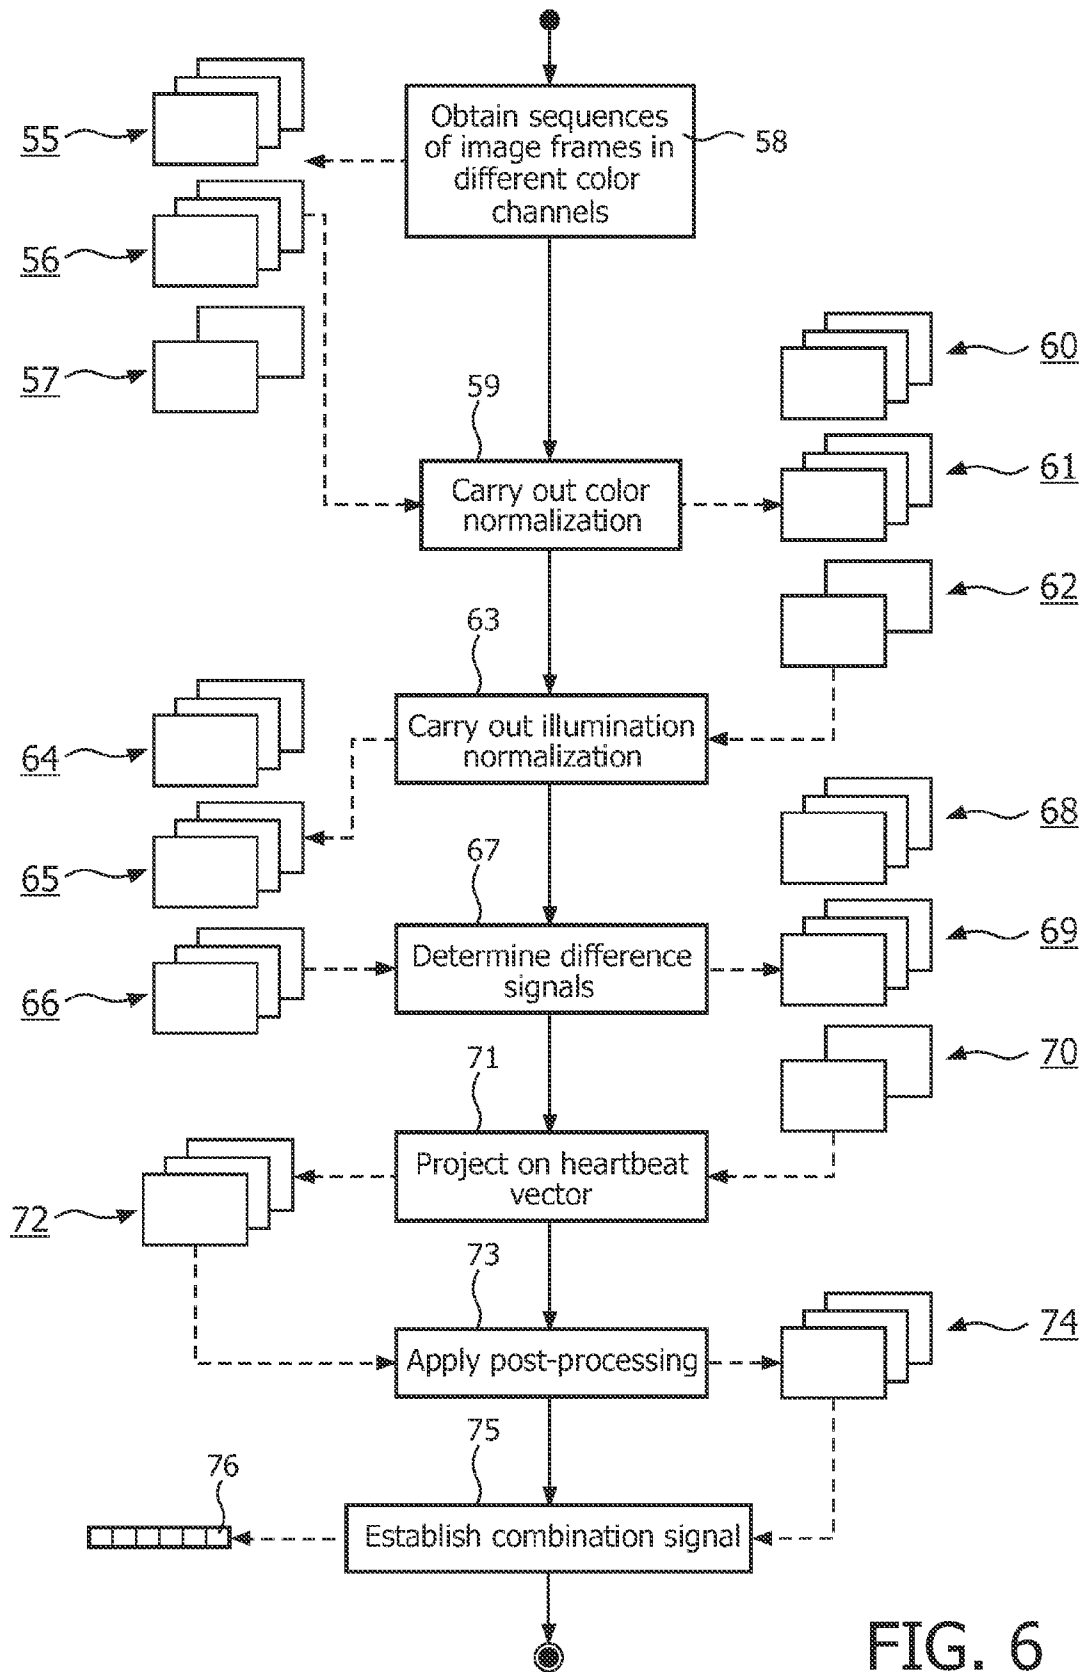 Obtain sequences
of image frames in
different color
channels
58
55
56
57
60
59
61
Carry out color
normalization
62
63
64
Carry out illumination
normalization
68
65
67
69
66
Determine difference
signals
70
71
72
Project on heartbeat
vector
73
74
Apply post-processing
75
76
Establish combination signal
FIG. 6